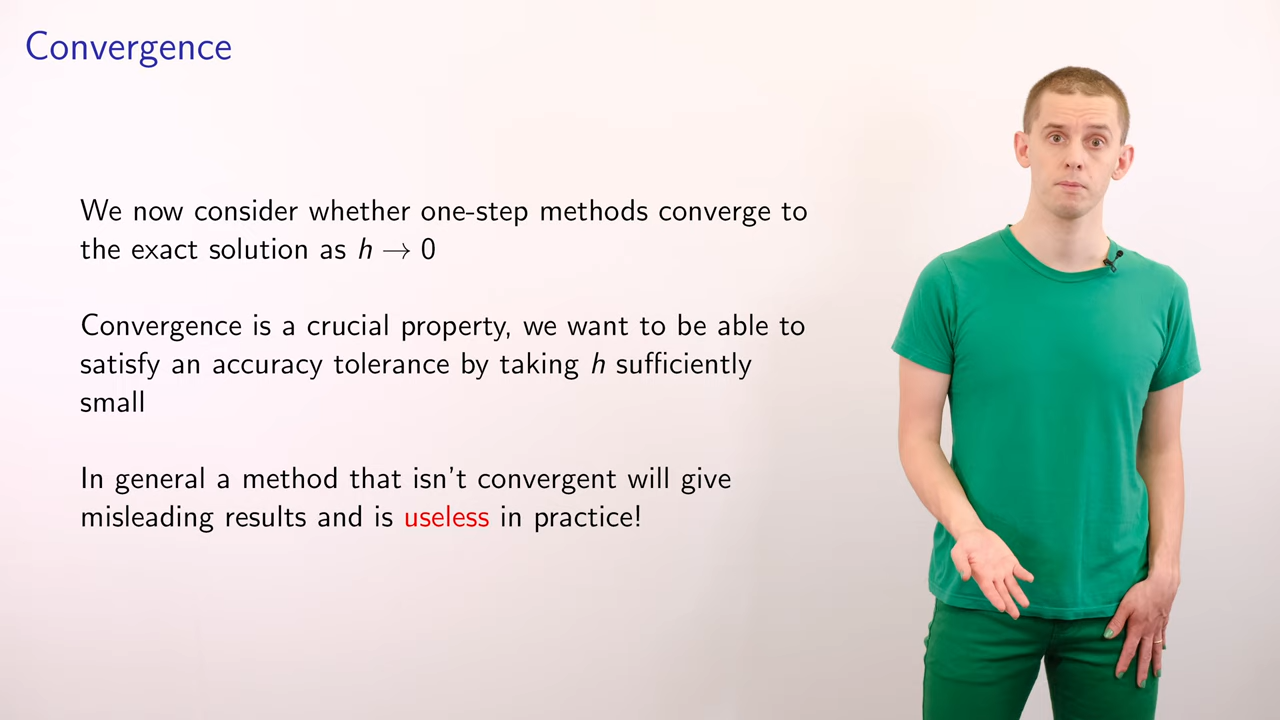 Convergence
We now consider whether one-step methods converge to
the exact solution as h → 0
Convergence is a crucial property, we want to be able to
satisfy an accuracy tolerance by taking h sufficiently
small
In general a method that isn't convergent will give
misleading results and is useless in practice!